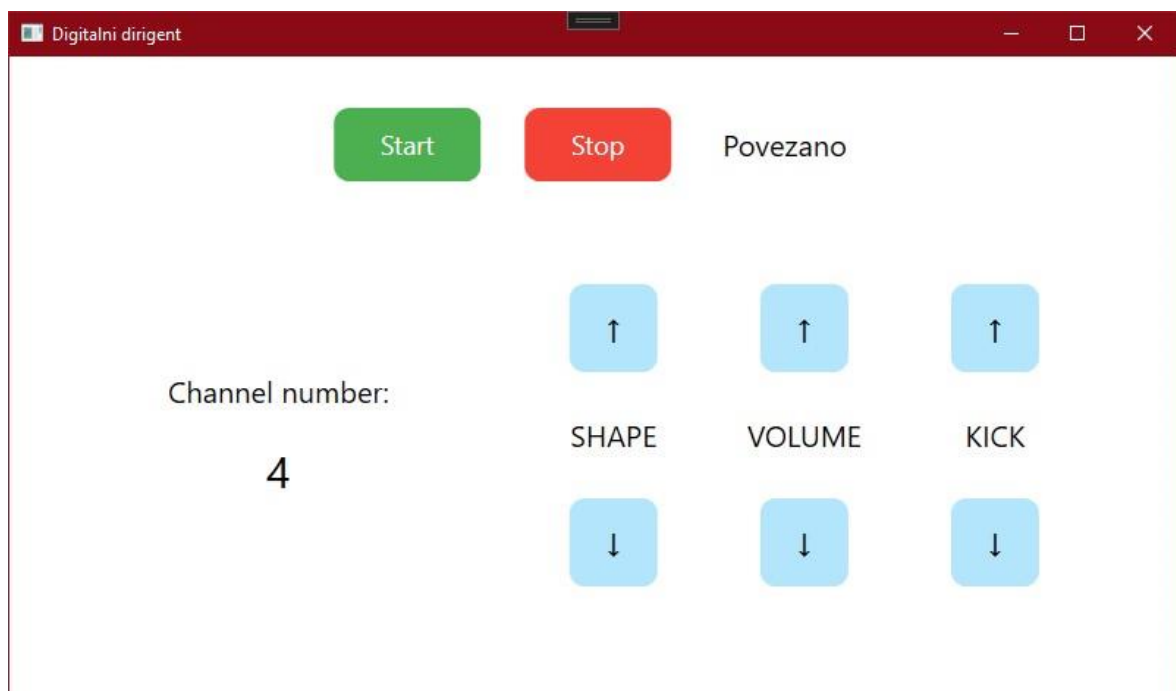 Digitalni dirigent
Start Stop Povezano
↑ ↑ ↑
Channel number:
SHAPE VOLUME KICK
4
↓ ↓ ↓